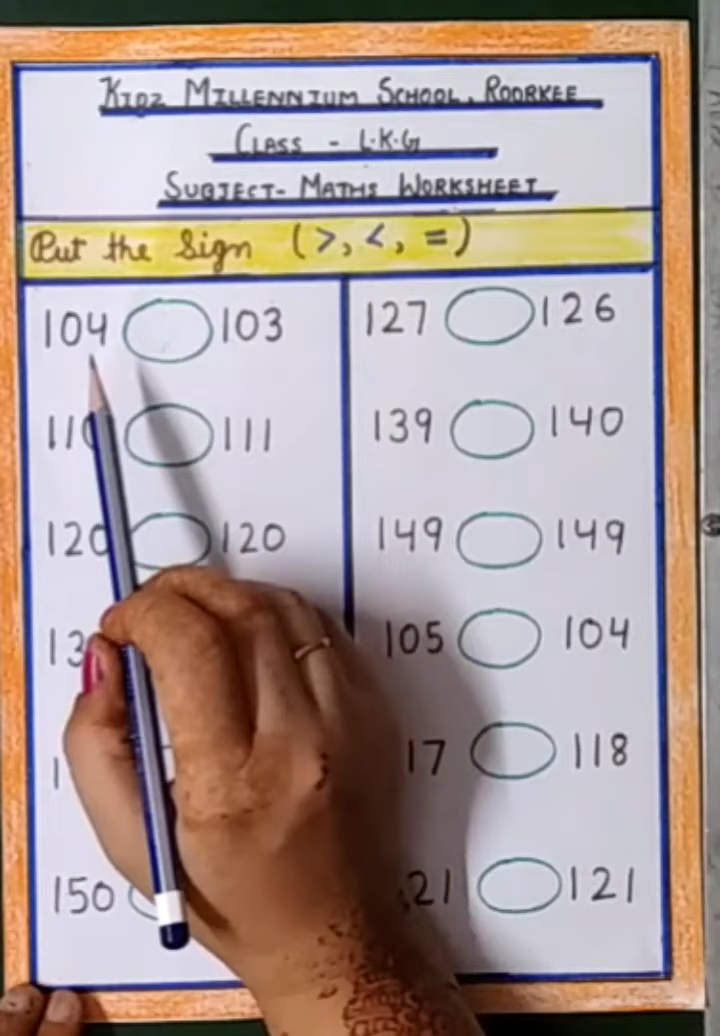 KIDZ MILLENNIUM SCHOOL, ROORKEE
CLASS - L.K.G
SUBJECT- MATHS WORKSHEET
Put the Sign (>, <, =)
104 103
127 126
110 111
139 140
120 120
149 149
105 104
17 118
150
21 121